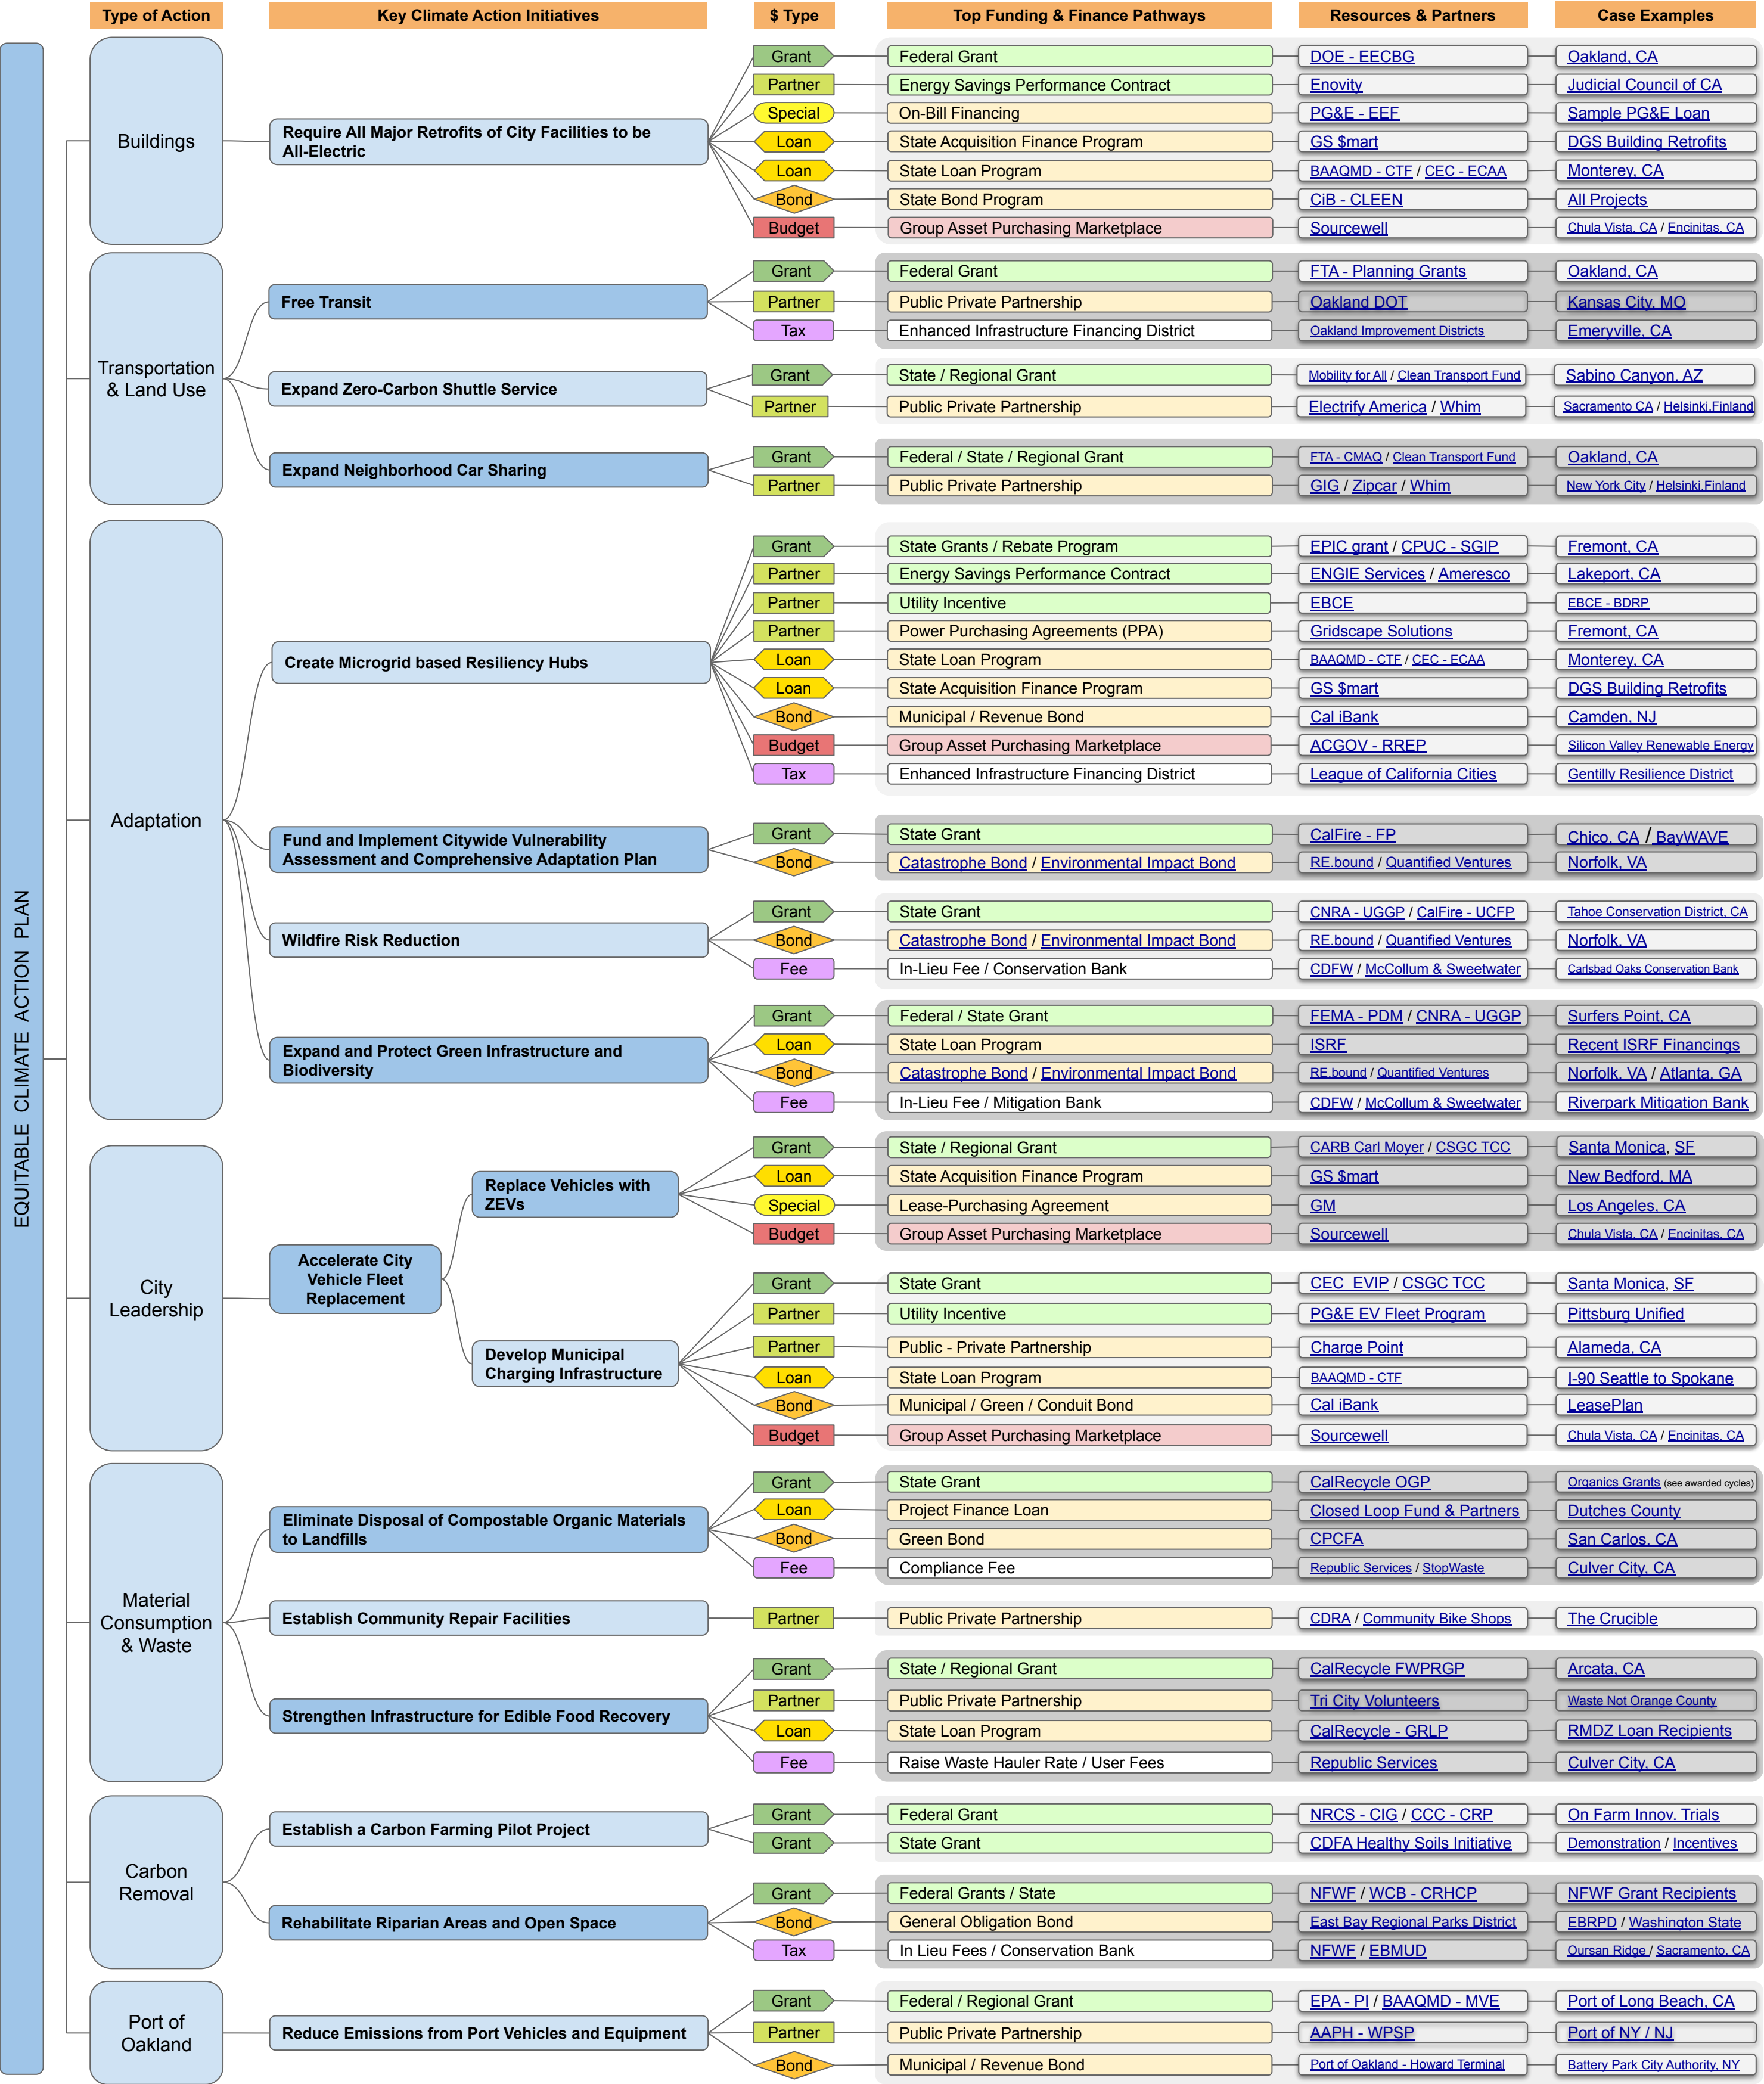 Type of Action
Key Climate Action Initiatives
$ Type
Top Funding & Finance Pathways
Resources & Partners
Case Examples
EQUITABLE CLIMATE ACTION PLAN
Buildings
Require All Major Retrofits of City Facilities to be
All-Electric
Grant
Federal Grant
DOE - EECBG
Oakland, CA
Partner
Energy Savings Performance Contract
Enovity
Judicial Council of CA
Special
On-Bill Financing
PG&E - EEF
Sample PG&E Loan
Loan
State Acquisition Finance Program
GS $mart
DGS Building Retrofits
Loan
State Loan Program
BAAQMD - CTF / CEC - ECAA
Monterey, CA
Bond
State Bond Program
CiB - CLEEN
All Projects
Budget
Group Asset Purchasing Marketplace
Sourcewell
Chula Vista, CA / Encinitas, CA
Transportation
& Land Use
Free Transit
Grant
Federal Grant
FTA - Planning Grants
Oakland, CA
Partner
Public Private Partnership
Oakland DOT
Kansas City, MO
Tax
Enhanced Infrastructure Financing District
Oakland Improvement Districts
Emeryville, CA
Expand Zero-Carbon Shuttle Service
Grant
State / Regional Grant
Mobility for All / Clean Transport Fund
Sabino Canyon, AZ
Partner
Public Private Partnership
Electrify America / Whim
Sacramento CA / Helsinki,Finland
Expand Neighborhood Car Sharing
Grant
Federal / State / Regional Grant
FTA - CMAQ / Clean Transport Fund
Oakland, CA
Partner
Public Private Partnership
GIG / Zipcar / Whim
New York City / Helsinki,Finland
Adaptation
Create Microgrid based Resiliency Hubs
Grant
State Grants / Rebate Program
EPIC grant / CPUC - SGIP
Fremont, CA
Partner
Energy Savings Performance Contract
ENGIE Services / Ameresco
Lakeport, CA
Partner
Utility Incentive
EBCE
EBCE - BDRP
Partner
Power Purchasing Agreements (PPA)
Gridscape Solutions
Fremont, CA
Loan
State Loan Program
BAAQMD - CTF / CEC - ECAA
Monterey, CA
Loan
State Acquisition Finance Program
GS $mart
DGS Building Retrofits
Bond
Municipal / Revenue Bond
Cal iBank
Camden, NJ
Budget
Group Asset Purchasing Marketplace
ACGOV - RREP
Silicon Valley Renewable Energy
Tax
Enhanced Infrastructure Financing District
League of California Cities
Gentilly Resilience District
Fund and Implement Citywide Vulnerability
Assessment and Comprehensive Adaptation Plan
Grant
State Grant
CalFire - FP
Chico, CA / BayWAVE
Bond
Catastrophe Bond / Environmental Impact Bond
RE.bound / Quantified Ventures
Norfolk, VA
Wildfire Risk Reduction
Grant
State Grant
CNRA - UGGP / CalFire - UCFP
Tahoe Conservation District, CA
Bond
Catastrophe Bond / Environmental Impact Bond
RE.bound / Quantified Ventures
Norfolk, VA
Fee
In-Lieu Fee / Conservation Bank
CDFW / McCollum & Sweetwater
Carlsbad Oaks Conservation Bank
Expand and Protect Green Infrastructure and
Biodiversity
Grant
Federal / State Grant
FEMA - PDM / CNRA - UGGP
Surfers Point, CA
Loan
State Loan Program
ISRF
Recent ISRF Financings
Bond
Catastrophe Bond / Environmental Impact Bond
RE.bound / Quantified Ventures
Norfolk, VA / Atlanta, GA
Fee
In-Lieu Fee / Mitigation Bank
CDFW / McCollum & Sweetwater
Riverpark Mitigation Bank
City
Leadership
Accelerate City
Vehicle Fleet
Replacement
Replace Vehicles with
ZEVs
Grant
State / Regional Grant
CARB Carl Moyer / CSGC TCC
Santa Monica, SF
Loan
State Acquisition Finance Program
GS $mart
New Bedford, MA
Special
Lease-Purchasing Agreement
GM
Los Angeles, CA
Budget
Group Asset Purchasing Marketplace
Sourcewell
Chula Vista, CA / Encinitas, CA
Develop Municipal
Charging Infrastructure
Grant
State Grant
CEC EVIP / CSGC TCC
Santa Monica, SF
Partner
Utility Incentive
PG&E EV Fleet Program
Pittsburg Unified
Partner
Public - Private Partnership
Charge Point
Alameda, CA
Loan
State Loan Program
BAAQMD - CTF
I-90 Seattle to Spokane
Bond
Municipal / Green / Conduit Bond
Cal iBank
LeasePlan
Budget
Group Asset Purchasing Marketplace
Sourcewell
Chula Vista, CA / Encinitas, CA
Material
Consumption
& Waste
Eliminate Disposal of Compostable Organic Materials
to Landfills
Grant
State Grant
CalRecycle OGP
Organics Grants (see awarded cycles)
Loan
Project Finance Loan
Closed Loop Fund & Partners
Dutches County
Bond
Green Bond
CPCFA
San Carlos, CA
Fee
Compliance Fee
Republic Services / StopWaste
Culver City, CA
Establish Community Repair Facilities
Partner
Public Private Partnership
CDRA / Community Bike Shops
The Crucible
Strengthen Infrastructure for Edible Food Recovery
Grant
State / Regional Grant
CalRecycle FWPRGP
Arcata, CA
Partner
Public Private Partnership
Tri City Volunteers
Waste Not Orange County
Loan
State Loan Program
CalRecycle - GRLP
RMDZ Loan Recipients
Fee
Raise Waste Hauler Rate / User Fees
Republic Services
Culver City, CA
Carbon
Removal
Establish a Carbon Farming Pilot Project
Grant
Federal Grant
NRCS - CIG / CCC - CRP
On Farm Innov. Trials
Grant
State Grant
CDFA Healthy Soils Initiative
Demonstration / Incentives
Rehabilitate Riparian Areas and Open Space
Grant
Federal Grants / State
NFWF / WCB - CRHCP
NFWF Grant Recipients
Bond
General Obligation Bond
East Bay Regional Parks District
EBRPD / Washington State
Tax
In Lieu Fees / Conservation Bank
NFWF / EBMUD
Oursan Ridge / Sacramento, CA
Port of
Oakland
Reduce Emissions from Port Vehicles and Equipment
Grant
Federal / Regional Grant
EPA - PI / BAAQMD - MVE
Port of Long Beach, CA
Partner
Public Private Partnership
AAPH - WPSP
Port of NY / NJ
Bond
Municipal / Revenue Bond
Port of Oakland - Howard Terminal
Battery Park City Authority, NY